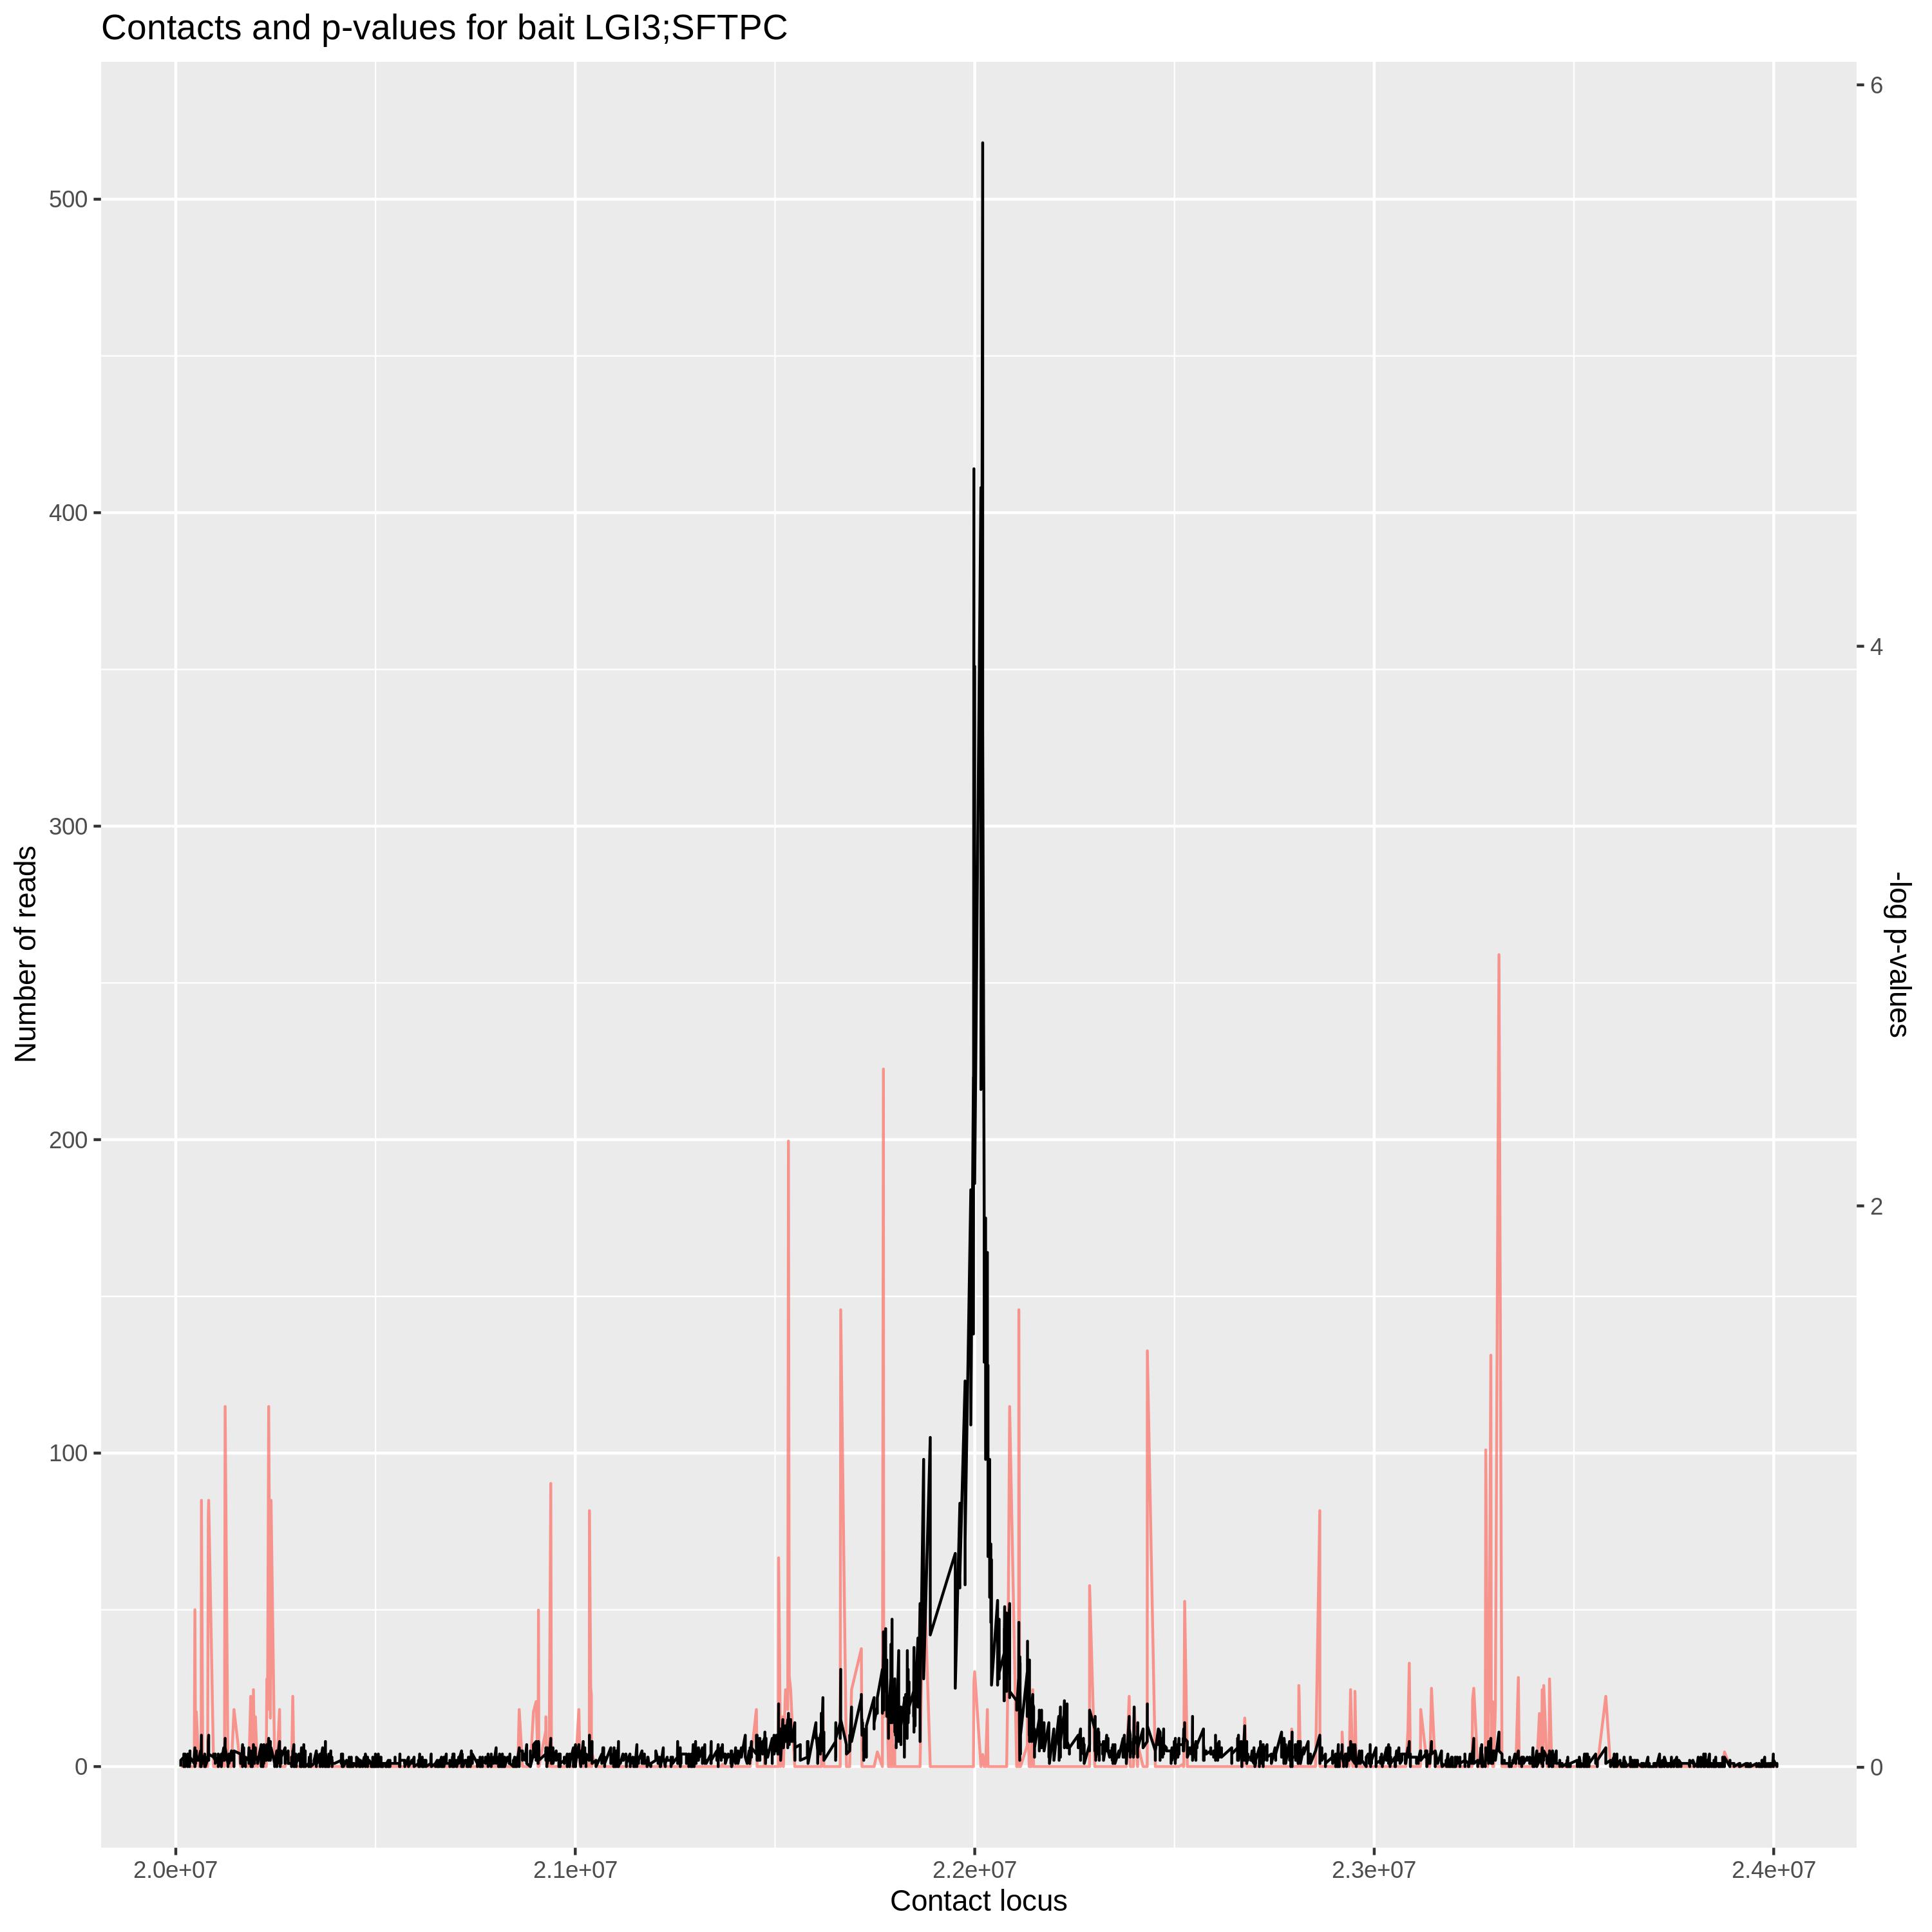 Contacts and p-values for bait LGI3;SFTPC
6
500
400
4
300
Number of reads
-log p-values
200
2
100
0
0
2.0e+07
2.1e+07
2.2e+07
2.3e+07
2.4e+07
Contact locus